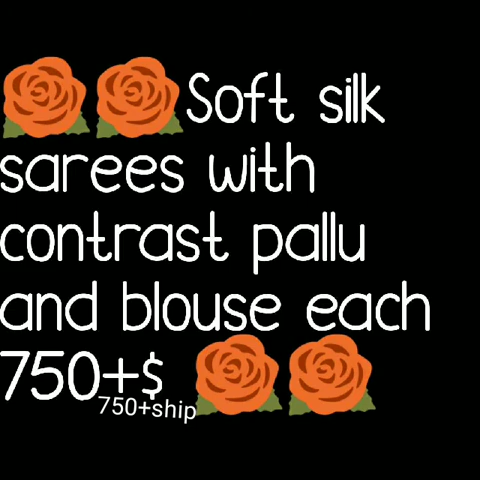 Soft silk
sarees with
contrast pallu
and blouse each
750+$
750+ship